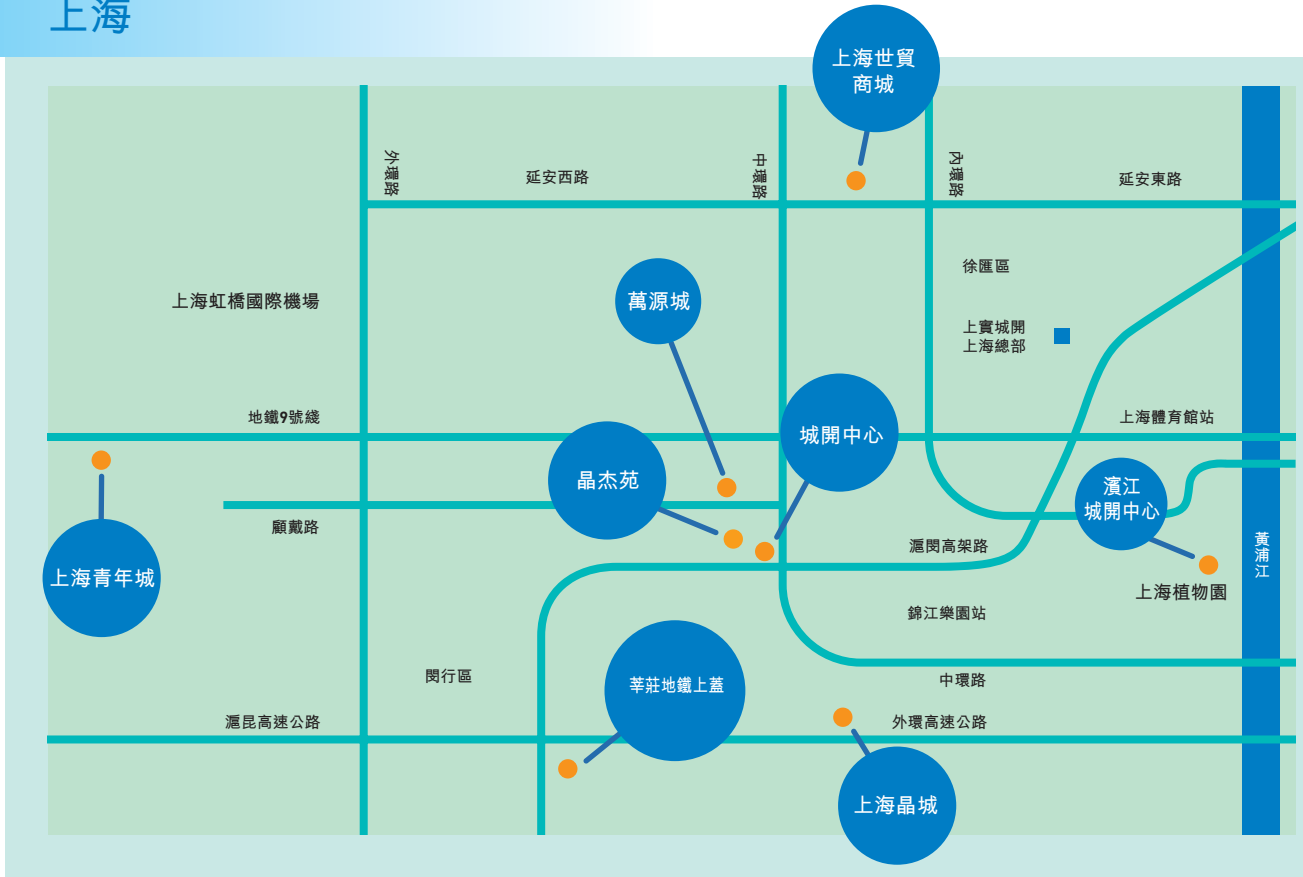 上海
上海世貿
商城
外環路
延安西路
中環路
內環路
延安東路
徐匯區
上海虹橋國際機場
萬源城
上實城開
上海總部
地鐵9號綫
上海體育館站
城開中心
晶杰苑
濱江
城開中心
顧戴路
滬閔高架路
黃浦江
上海青年城
上海植物園
錦江樂園站
閔行區
莘莊地鐵上蓋
中環路
滬昆高速公路
外環高速公路
上海晶城